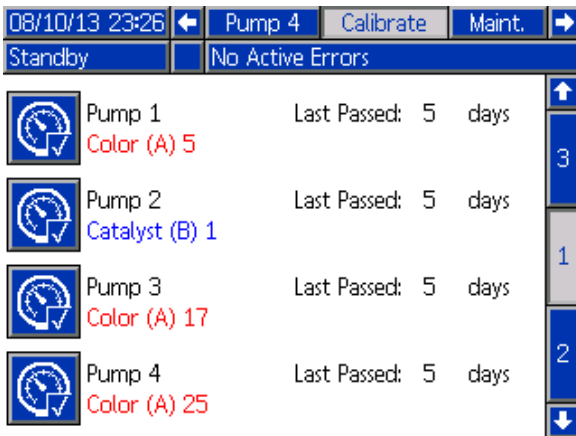 08/10/13 23:26 Pump 4 Calibrate Maint.
Standby No Active Errors
Pump 1 Last Passed: 5 days
Color (A) 5
3
Pump 2 Last Passed: 5 days
Catalyst (B) 1
1
Pump 3 Last Passed: 5 days
Color (A) 17
2
Pump 4 Last Passed: 5 days
Color (A) 25